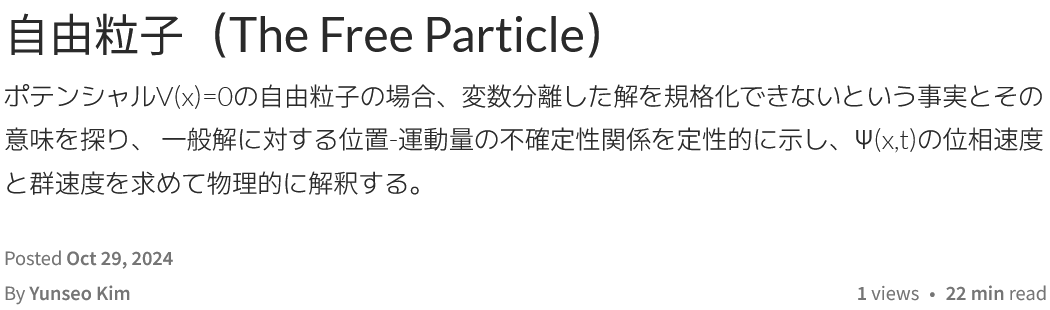 自由粒子（The Free Particle）
ポテンシャルV(x)=0の自由粒子の場合、変数分離した解を規格化できないという事実とその
意味を探り、 一般解に対する位置-運動量の不確定性関係を定性的に示し、Ψ(x,t)の位相速度
と群速度を求めて物理的に解釈する。
Posted Oct 29, 2024
By Yunseo Kim
1 views • 22 min read